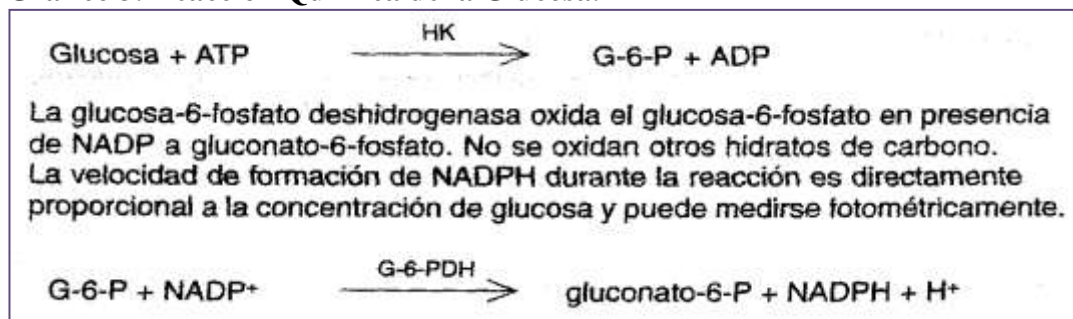 HK
Glucosa + ATP → G-6-P + ADP
La glucosa-6-fosfato deshidrogenasa oxida el glucosa-6-fosfato en presencia
de NADP a gluconato-6-fosfato. No se oxidan otros hidratos de carbono.
La velocidad de formación de NADPH durante la reacción es directamente
proporcional a la concentración de glucosa y puede medirse fotométricamente.
G-6-PDH
G-6-P + NADP⁺ → gluconato-6-P + NADPH + H⁺